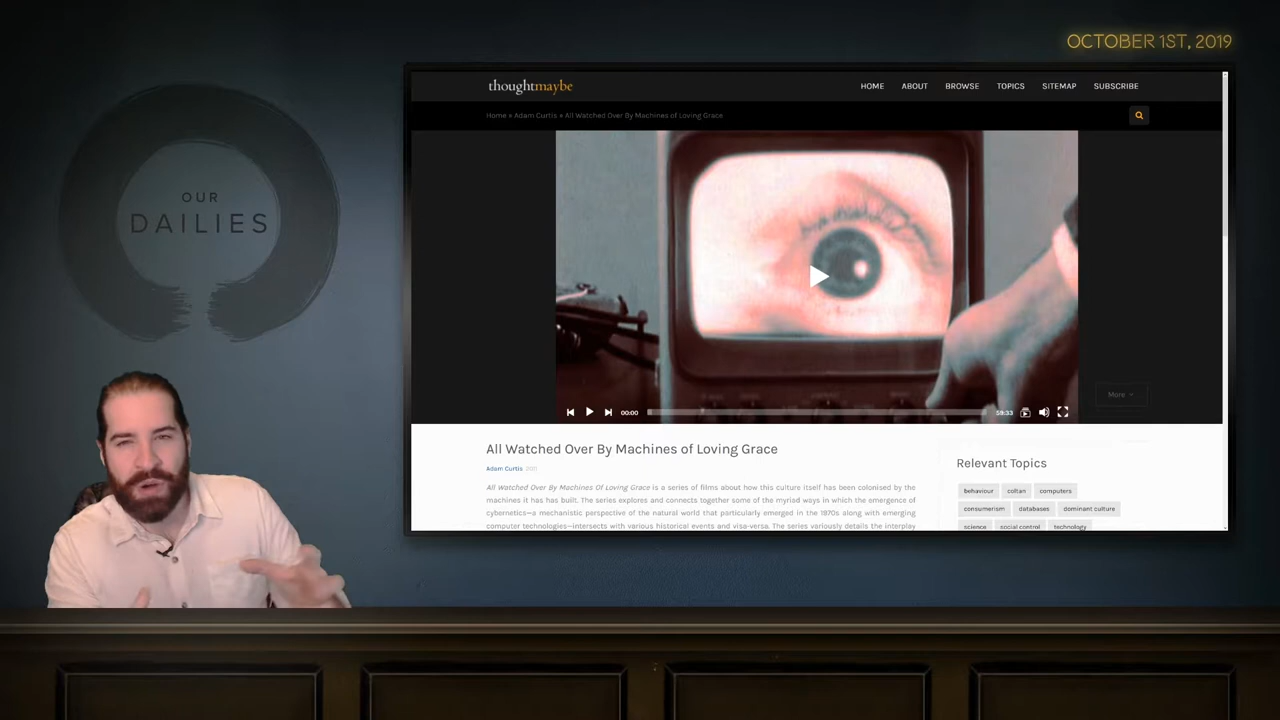 OCTOBER 1ST, 2019
OUR
DAILIES
thoughtmaybe
HOME ABOUT BROWSE TOPICS SITEMAP SUBSCRIBE
Home » Adam Curtis » All Watched Over By Machines of Loving Grace
More
00:00
59:33
All Watched Over By Machines of Loving Grace
Adam Curtis 2011
All Watched Over By Machines Of Loving Grace is a series of films about how this culture itself has been colonised by the
machines it has has built. The series explores and connects together some of the myriad ways in which the emergence of
cybernetics—a mechanistic perspective of the natural world that particularly emerged in the 1970s along with emerging
computer technologies—intersects with various historical events and visa-versa. The series variously details the interplay
Relevant Topics
behaviour coltan computers
consumerism databases dominant culture
science social control technology